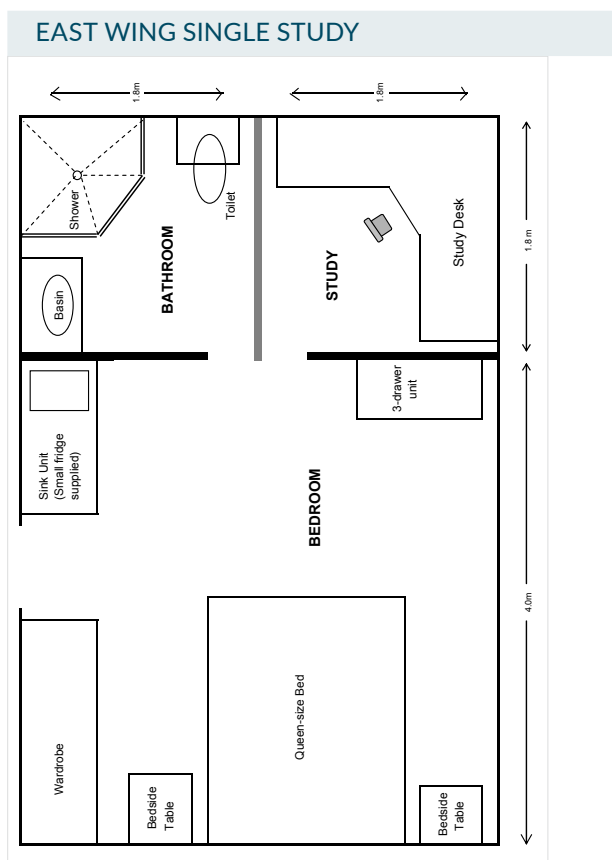 EAST WING SINGLE STUDY
1.8m
1.8m
Shower
Toilet
BATHROOM
Basin
STUDY
Study Desk
1.8 m
Sink Unit
(Small fridge
supplied)
3-drawer
unit
BEDROOM
4.0m
Wardrobe
Bedside
Table
Queen-size Bed
Bedside
Table